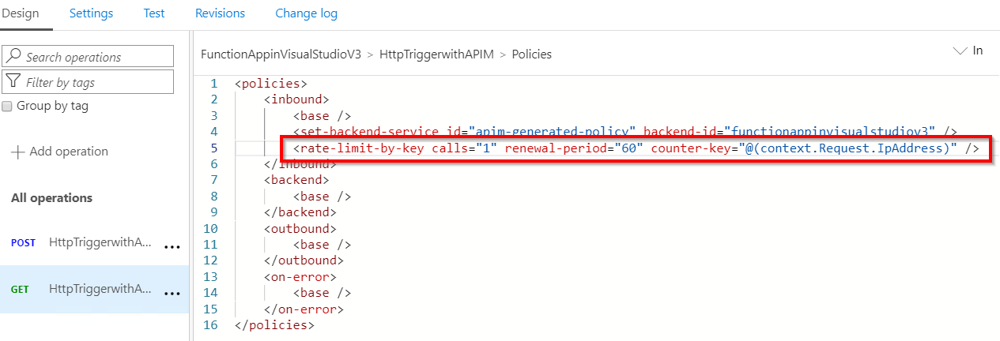 Design Settings Test Revisions Change log
Search operations
Filter by tags
Group by tag
Add operation
All operations
POST HttpTriggerwithA... ...
GET HttpTriggerwithA... ...
FunctionAppinVisualStudioV3 > HttpTriggerwithAPIM > Policies In
1 <policies>
2 <inbound>
3 <base />
4 <set-backend-service id="apim-generated-policy" backend-id="functionappinvisualstudiov3" />
5 <rate-limit-by-key calls="1" renewal-period="60" counter-key="@(context.Request.IpAddress)" />
6 </inbound>
7 <backend>
8 <base />
9 </backend>
10 <outbound>
11 <base />
12 </outbound>
13 <on-error>
14 <base />
15 </on-error>
16 </policies>